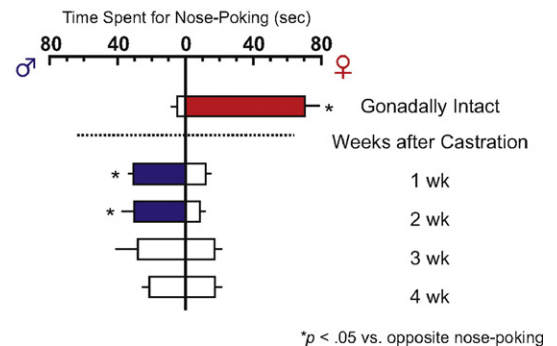 Time Spent for Nose-Poking (sec)
80 40 0 40 80
♂ ♀
* Gonadally Intact
Weeks after Castration
* 1 wk
* 2 wk
3 wk
4 wk
*p < .05 vs. opposite nose-poking